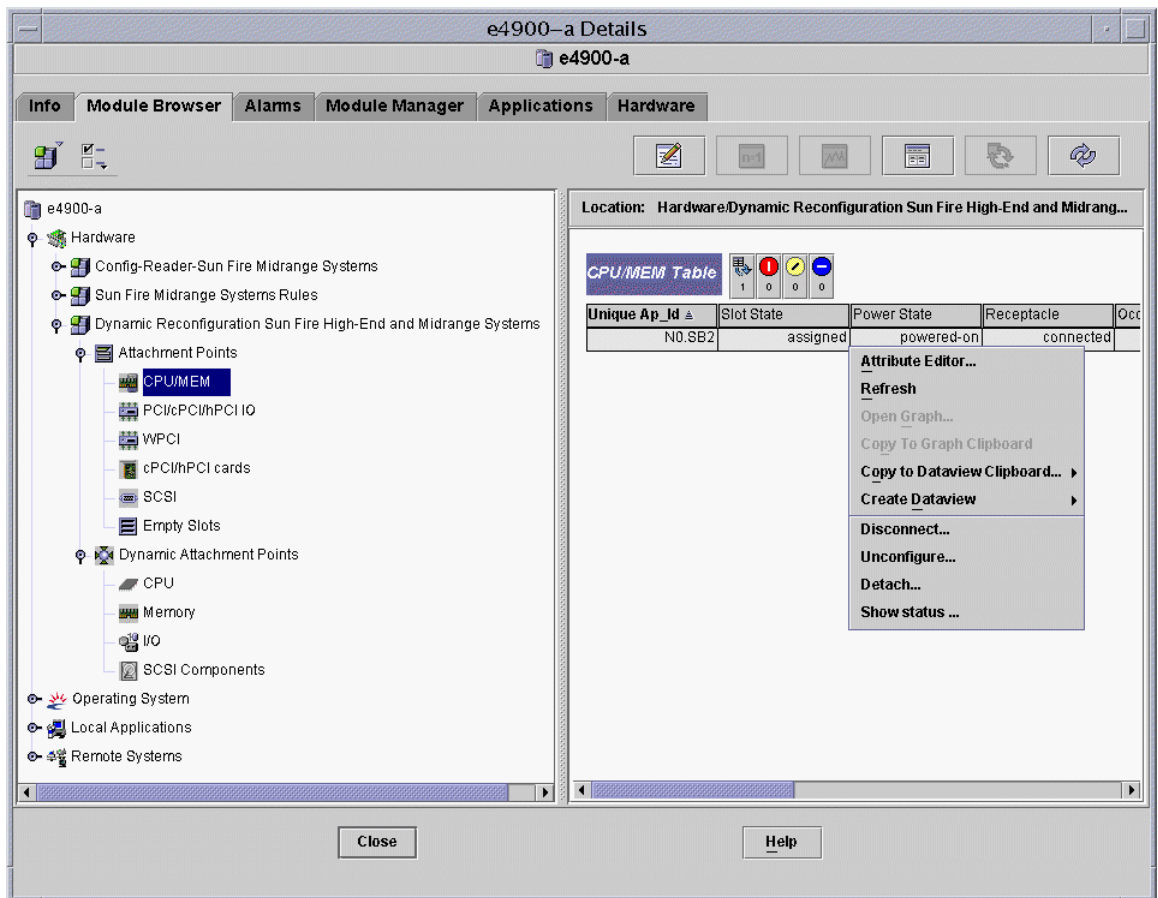 e4900–a Details
e4900-a
Info Module Browser Alarms Module Manager Applications Hardware
n=1
e4900-a
Hardware
Config-Reader-Sun Fire Midrange Systems
Sun Fire Midrange Systems Rules
Dynamic Reconfiguration Sun Fire High-End and Midrange Systems
Attachment Points
CPU/MEM
PCI/cPCI/hPCI IO
WPCI
cPCI/hPCI cards
SCSI
Empty Slots
Dynamic Attachment Points
CPU
Memory
I/O
SCSI Components
Operating System
Local Applications
Remote Systems
Location: Hardware/Dynamic Reconfiguration Sun Fire High-End and Midrang...
CPU/MEM Table
1 0 0 0
Unique Ap_Id Slot State Power State Receptacle Occ
N0.SB2 assigned powered-on connected
Attribute Editor...
Refresh
Open Graph...
Copy To Graph Clipboard
Copy to Dataview Clipboard...
Create Dataview
Disconnect...
Unconfigure...
Detach...
Show status ...
Close Help